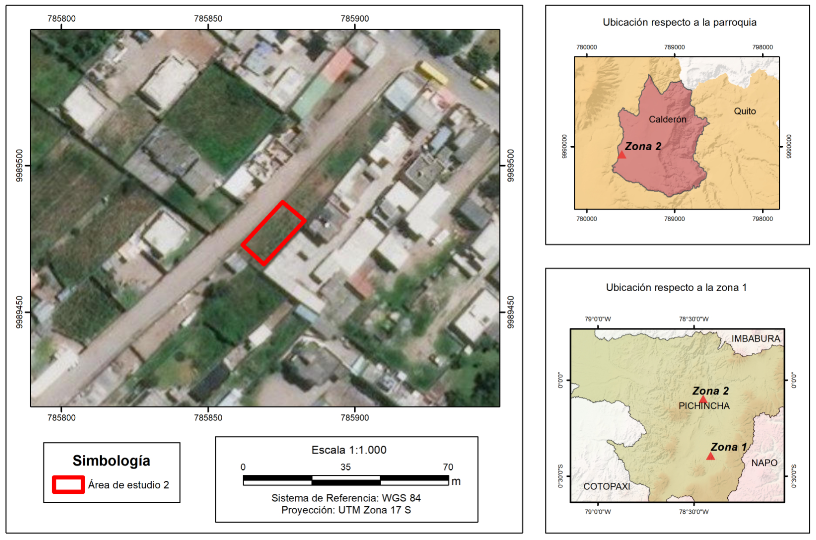 785800 785850 785900
9989500 9989500
9989450 9989450
785800 785850 785900
Simbología
Área de estudio 2
Escala 1:1.000
0 35 70
m
Sistema de Referencia: WGS 84
Proyección: UTM Zona 17 S
Ubicación respecto a la parroquia
780000 789000 798000
Calderón
Quito
Zona 2
9990000 9990000
780000 789000 798000
Ubicación respecto a la zona 1
79°0'0"W 78°30'0"W
IMBABURA
0°0'0" 0°0'0"
Zona 2
PICHINCHA
Zona 1
NAPO
0°30'0"S 0°30'0"S
COTOPAXI
79°0'0"W 78°30'0"W